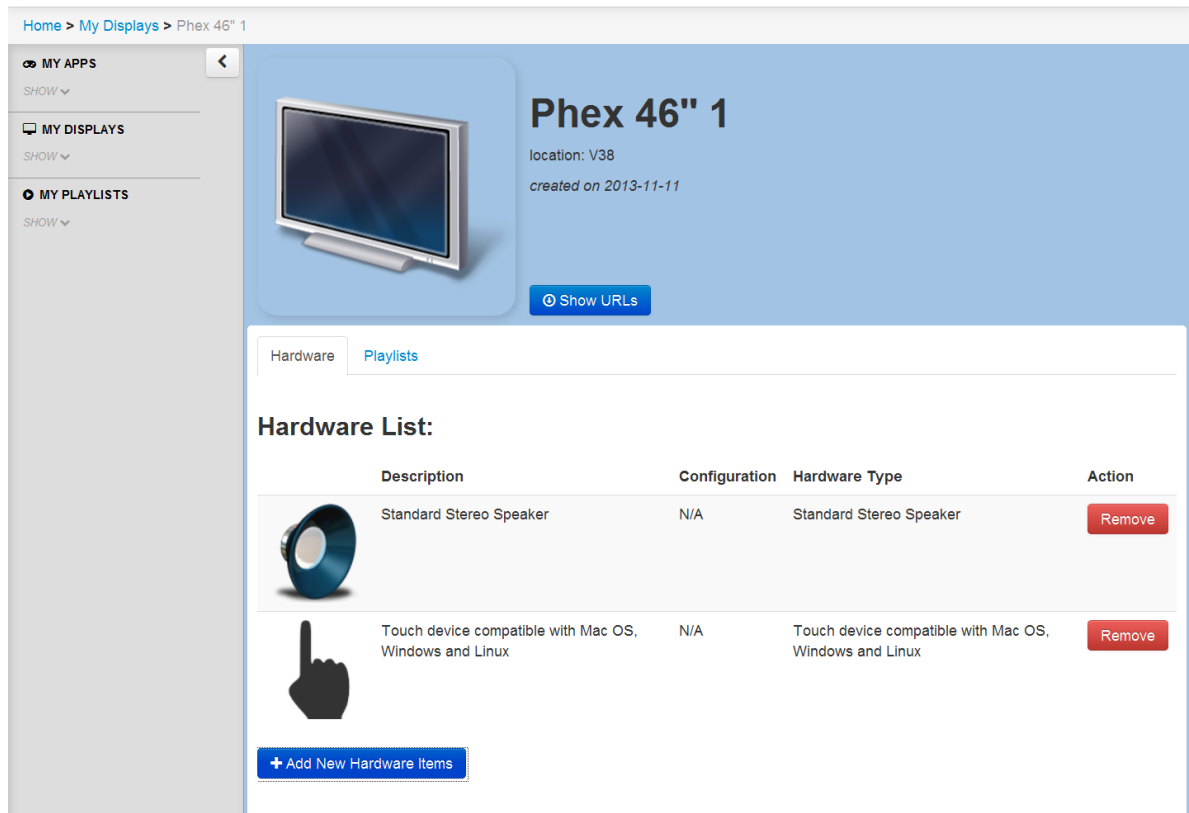 Home > My Displays > Phex 46" 1
MY APPS
SHOW
MY DISPLAYS
SHOW
MY PLAYLISTS
SHOW
Phex 46" 1
location: V38
created on 2013-11-11
Show URLs
Hardware Playlists
Hardware List:
Description Configuration Hardware Type Action
Standard Stereo Speaker N/A Standard Stereo Speaker Remove
Touch device compatible with Mac OS, N/A Touch device compatible with Mac OS, Remove
Windows and Linux Windows and Linux
+ Add New Hardware Items